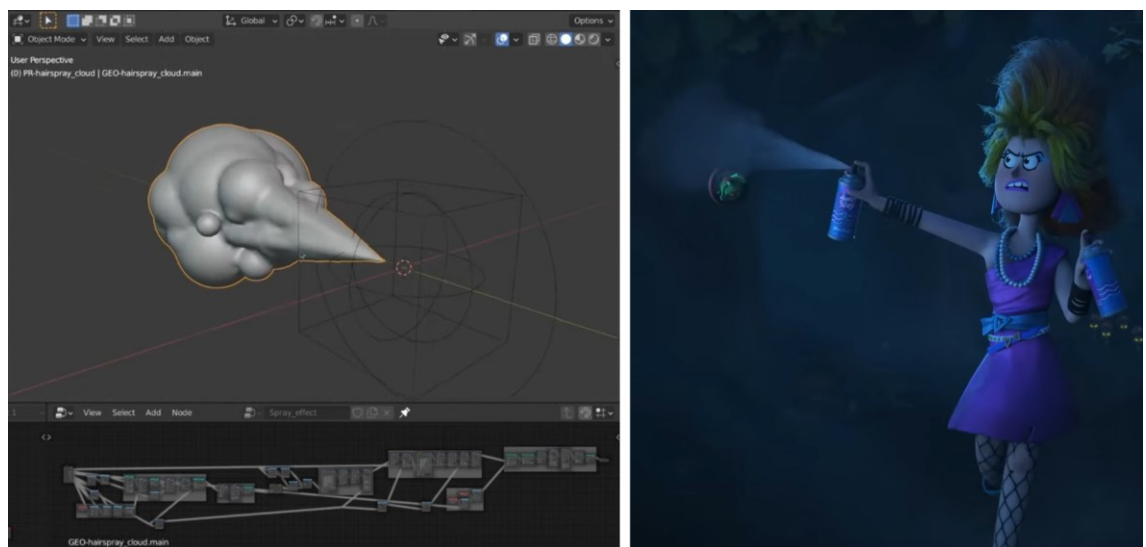 Global
Options
Object Mode View Select Add Object
User Perspective
(0) PR-hairspray_cloud | GEO-hairspray_cloud.main
View Select Add Node Spray_effect
GEO-hairspray_cloud.main